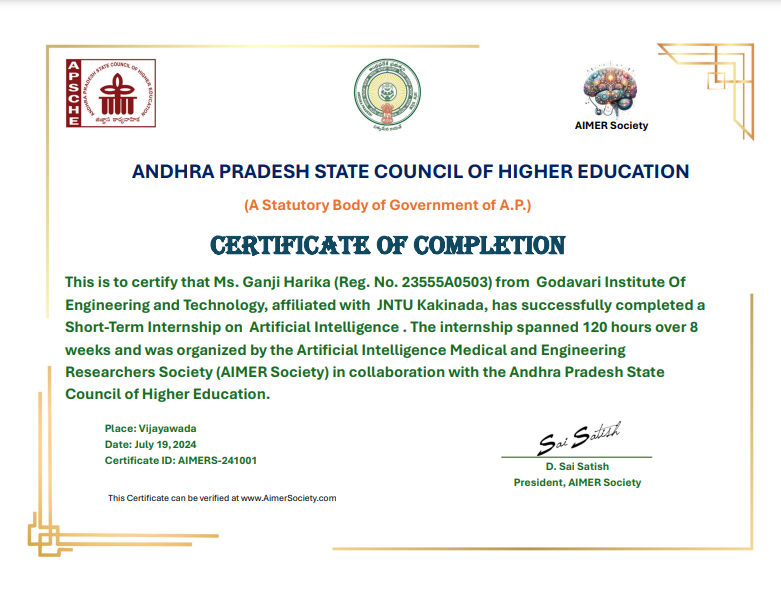 APSCHE
ANDHRA PRADESH STATE COUNCIL OF HIGHER EDUCATION
AIMER Society
ANDHRA PRADESH STATE COUNCIL OF HIGHER EDUCATION
(A Statutory Body of Government of A.P.)
CERTIFICATE OF COMPLETION
This is to certify that Ms. Ganji Harika (Reg. No. 23555A0503) from Godavari Institute Of
Engineering and Technology, affiliated with JNTU Kakinada, has successfully completed a
Short-Term Internship on Artificial Intelligence . The internship spanned 120 hours over 8
weeks and was organized by the Artificial Intelligence Medical and Engineering
Researchers Society (AIMER Society) in collaboration with the Andhra Pradesh State
Council of Higher Education.
Place: Vijayawada
Date: July 19, 2024
Certificate ID: AIMERS-241001
Sai Satish
D. Sai Satish
President, AIMER Society
This Certificate can be verified at www.AimerSociety.com